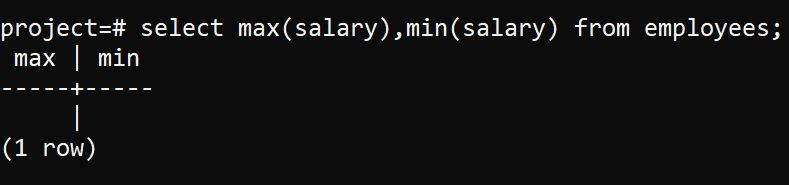 project=# select max(salary),min(salary) from employees;
 max | min
-----+-----
     |
(1 row)